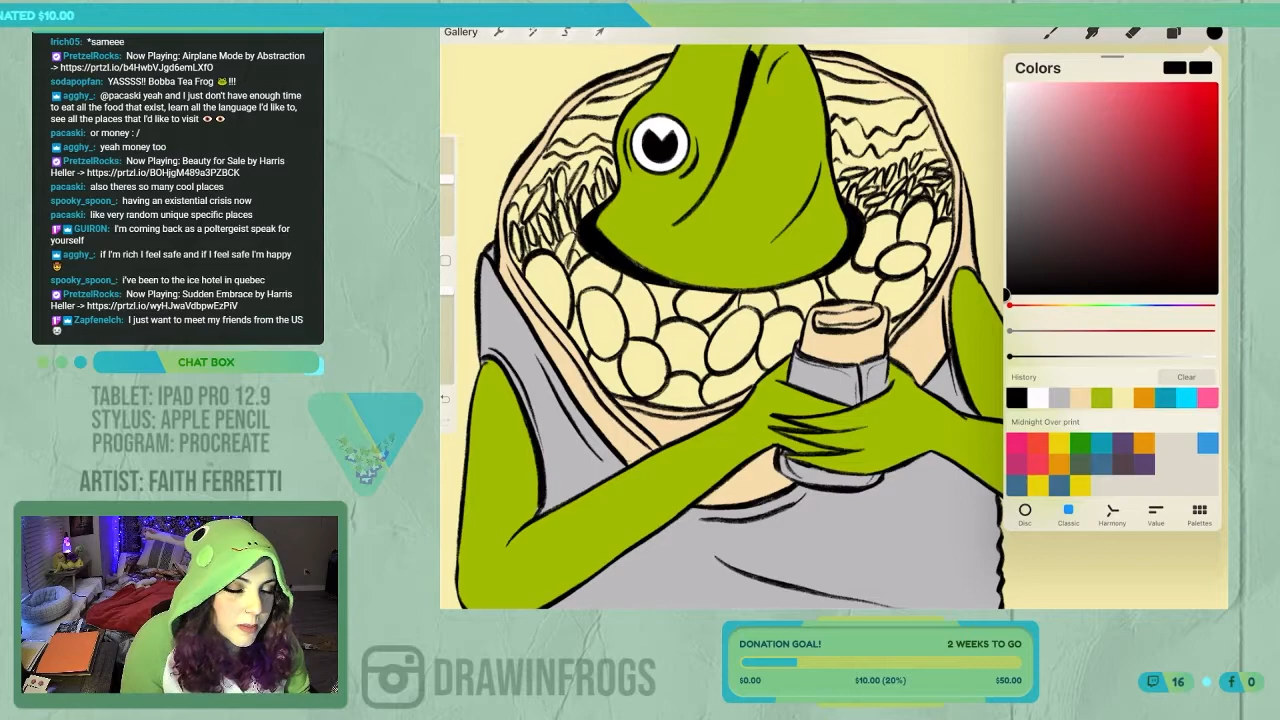 NATED $10.00
lrich05: *sameee
PretzelRocks: Now Playing: Airplane Mode by Abstraction
-> https://prtzl.io/b4HwbVJgd6emLXfO
sodapopfan: YASSSS!! Bobba Tea Frog 🐸 !!!
agghy_: @pacaski yeah and I just don't have enough time
to eat all the food that exist, learn all the language I'd like to,
see all the places that I'd like to visit 👁 👁
pacaski: or money : /
agghy_: yeah money too
PretzelRocks: Now Playing: Beauty for Sale by Harris
Heller -> https://prtzl.io/BOHjgM489a3PZBCK
pacaski: also theres so many cool places
spooky_spoon_: having an existential crisis now
pacaski: like very random unique specific places
GUIR0N: I'm coming back as a poltergeist speak for
yourself
agghy_: if I'm rich I feel safe and if I feel safe I'm happy
spooky_spoon_: i've been to the ice hotel in quebec
PretzelRocks: Now Playing: Sudden Embrace by Harris
Heller -> https://prtzl.io/wyHJwaVdbpwEzPIV
Zapfenelch: I just want to meet my friends from the US
CHAT BOX
TABLET: IPAD PRO 12.9
STYLUS: APPLE PENCIL
PROGRAM: PROCREATE
ARTIST: FAITH FERRETTI
Gallery
Colors
History
Clear
Midnight Over print
Disc
Classic
Harmony
Value
Palettes
DRAWINFROGS
DONATION GOAL!
2 WEEKS TO GO
$0.00
$10.00 (20%)
$50.00
16
0